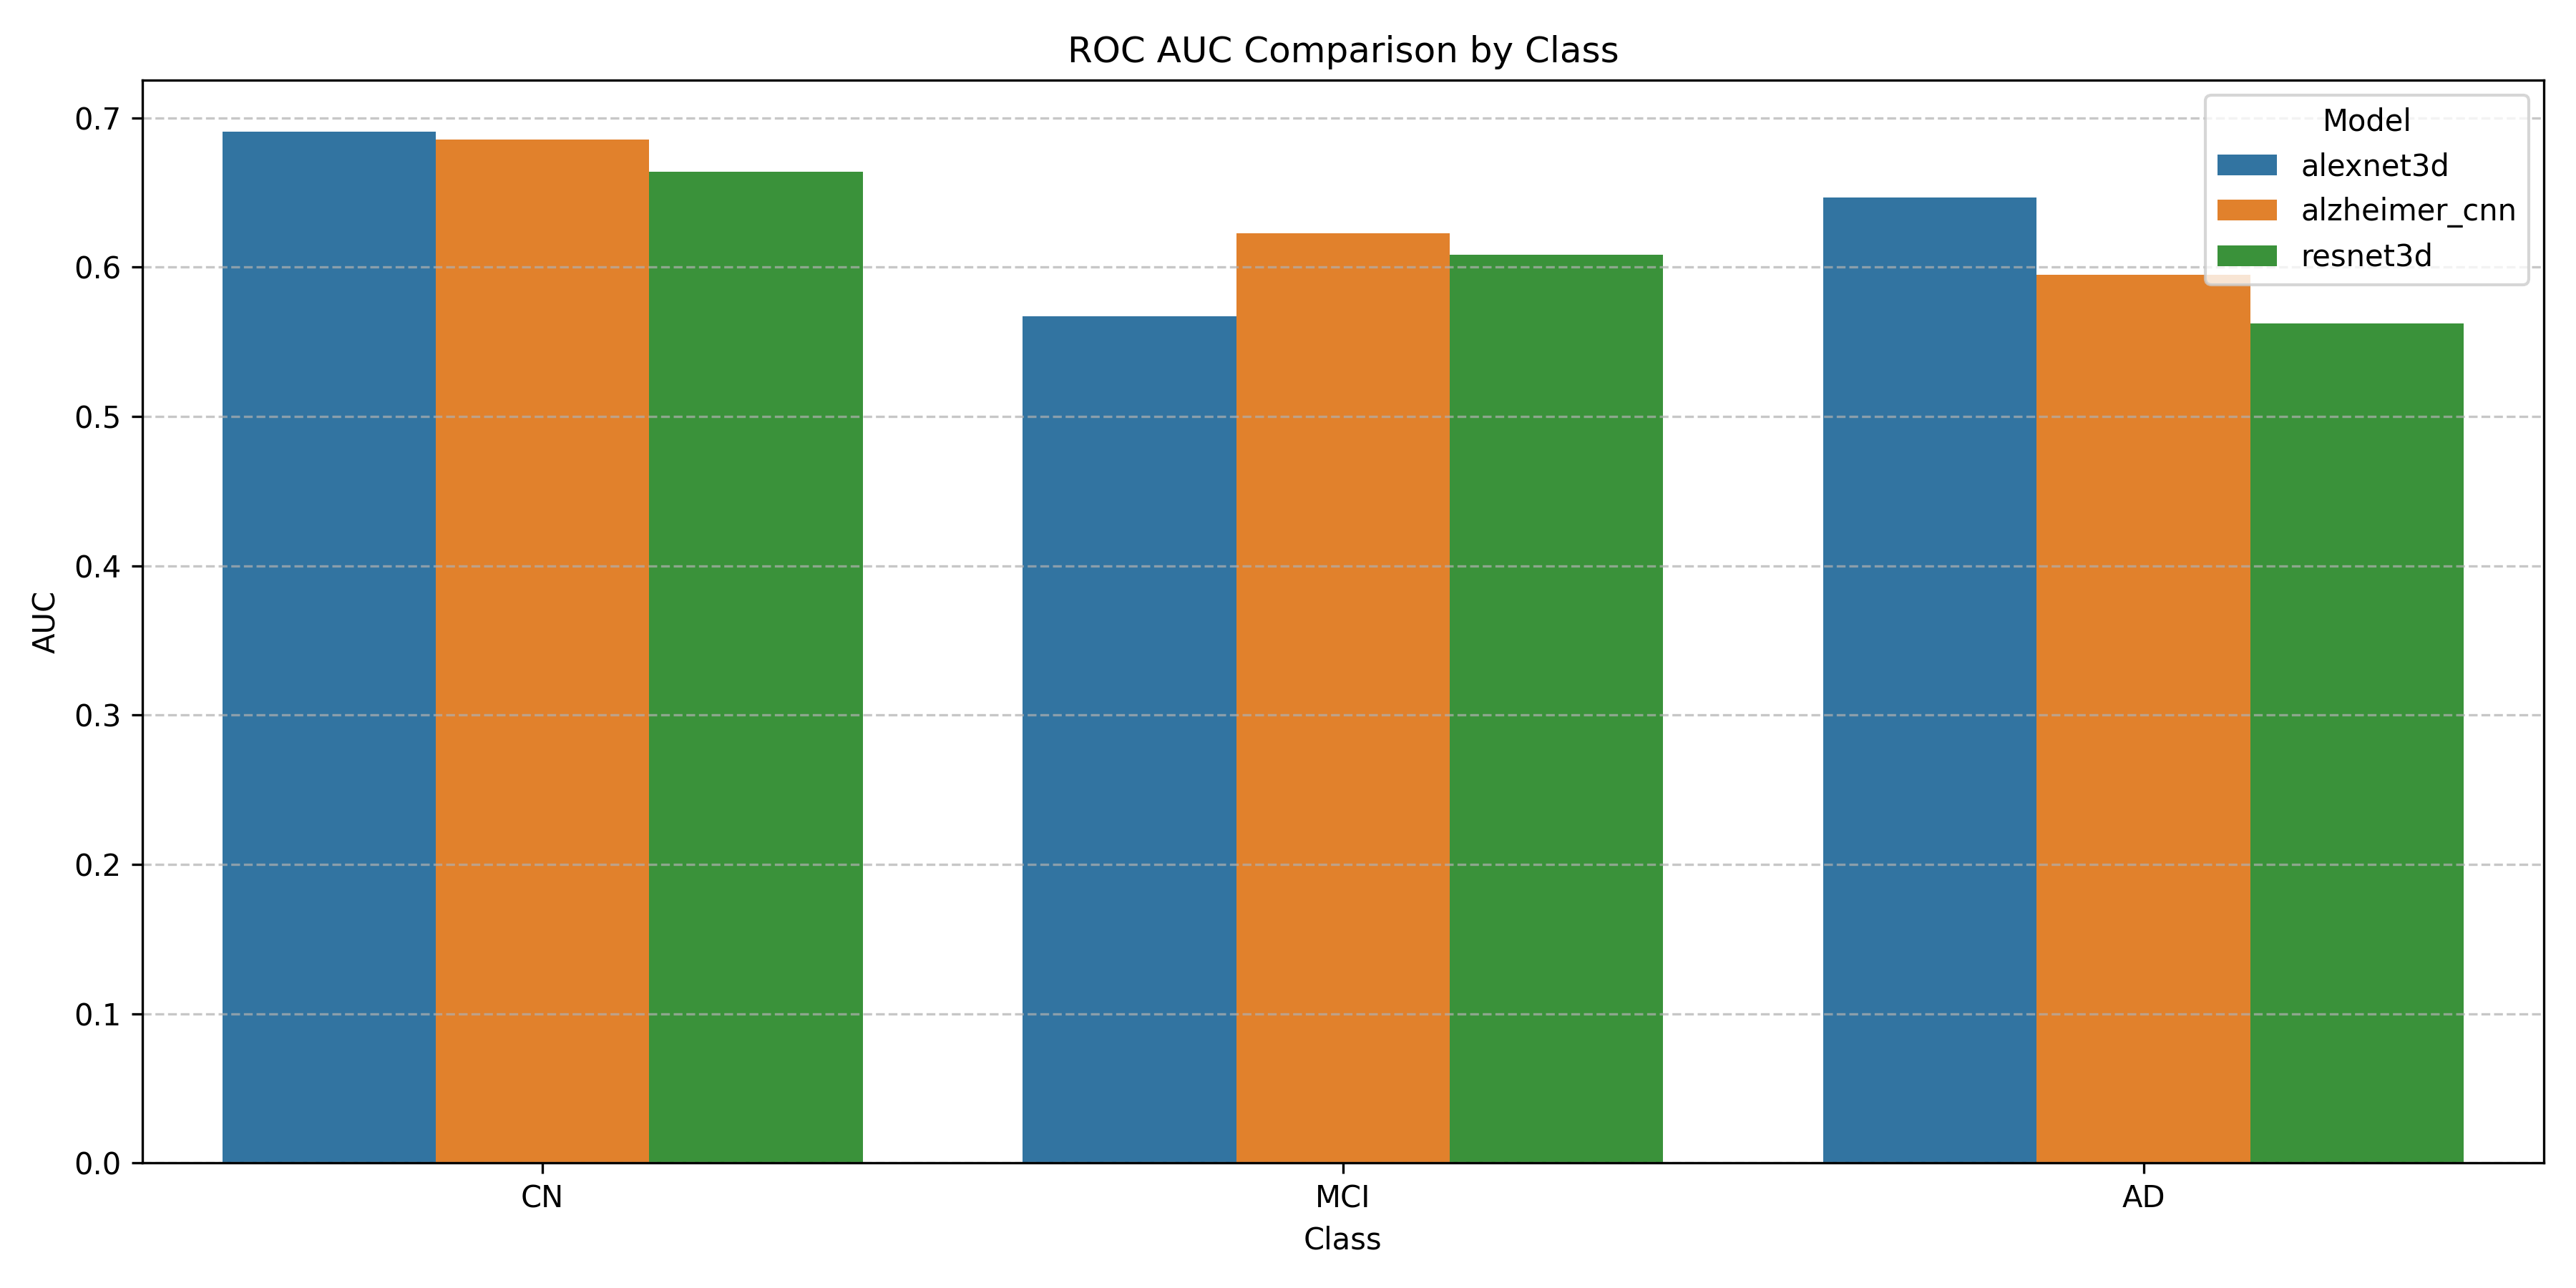 ROC AUC Comparison by Class
0.7
0.6
0.5
0.4
0.3
0.2
0.1
0.0
AUC
Model
alexnet3d
alzheimer_cnn
resnet3d
CN MCI AD
Class